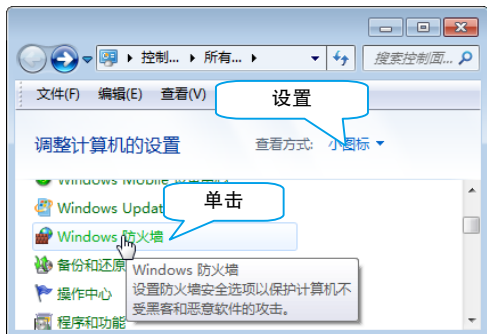 控制... 所有... 搜索控制面...
文件(F) 编辑(E) 查看(V)
设置
调整计算机的设置 查看方式: 小图标
Windows Mobile
单击
Windows Updat
Windows 防火墙
备份和还原
Windows 防火墙
设置防火墙安全选项以保护计算机不
受黑客和恶意软件的攻击。
操作中心
程序和功能